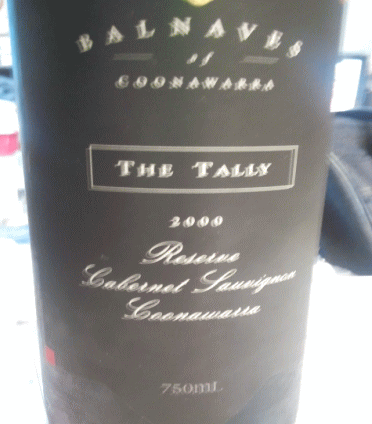 BALNAVES
of
COONAWARRA
THE TALLY
2000
Reserve
Cabernet Sauvignon
Coonawarra
750mL